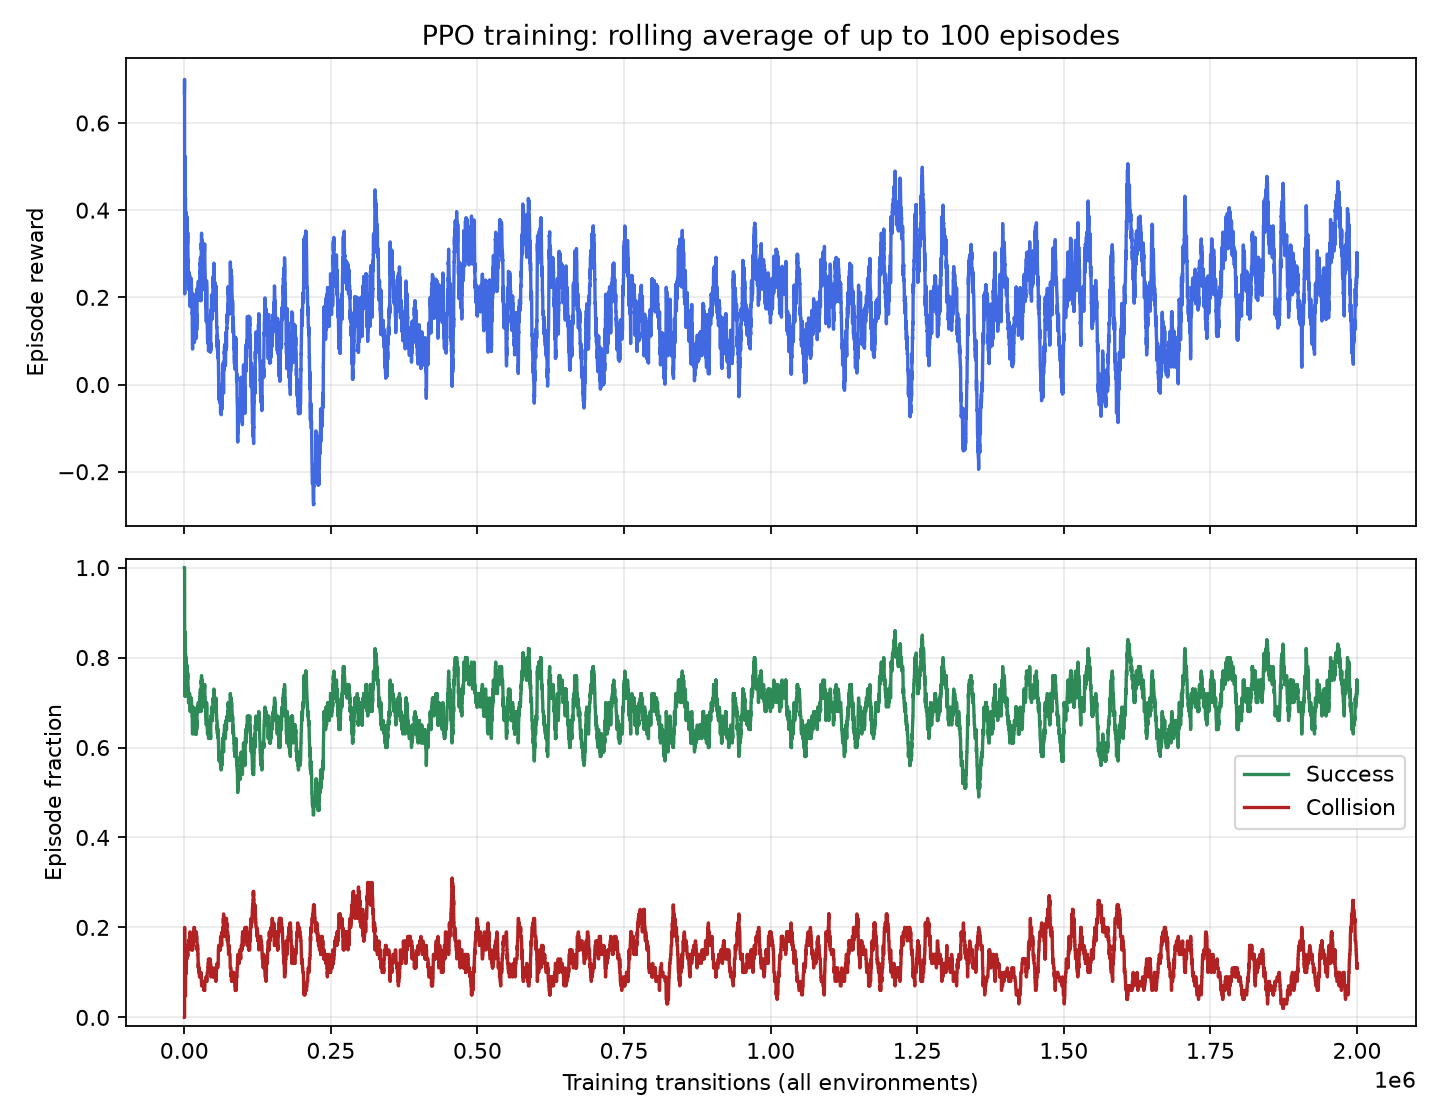 PPO training: rolling average of up to 100 episodes
Episode reward
0.6
0.4
0.2
0.0
−0.2
Episode fraction
1.0
0.8
0.6
0.4
0.2
0.0
Success
Collision
0.00 0.25 0.50 0.75 1.00 1.25 1.50 1.75 2.00
1e6
Training transitions (all environments)